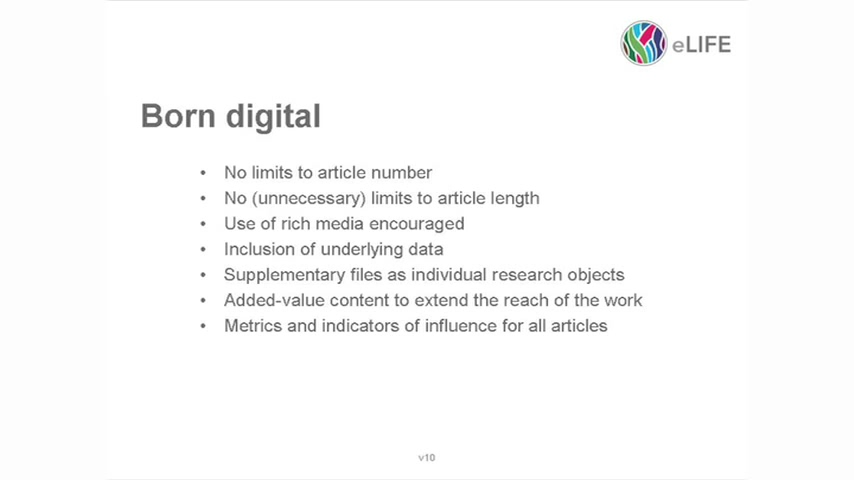 eLIFE
Born digital
• No limits to article number
• No (unnecessary) limits to article length
• Use of rich media encouraged
• Inclusion of underlying data
• Supplementary files as individual research objects
• Added-value content to extend the reach of the work
• Metrics and indicators of influence for all articles
v10